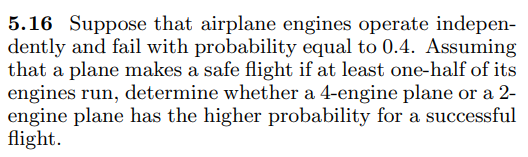 5.16 Suppose that airplane engines operate indepen-
dently and fail with probability equal to 0.4. Assuming
that a plane makes a safe flight if at least one-half of its
engines run, determine whether a 4-engine plane or a 2-
engine plane has the higher probability for a successful
flight.